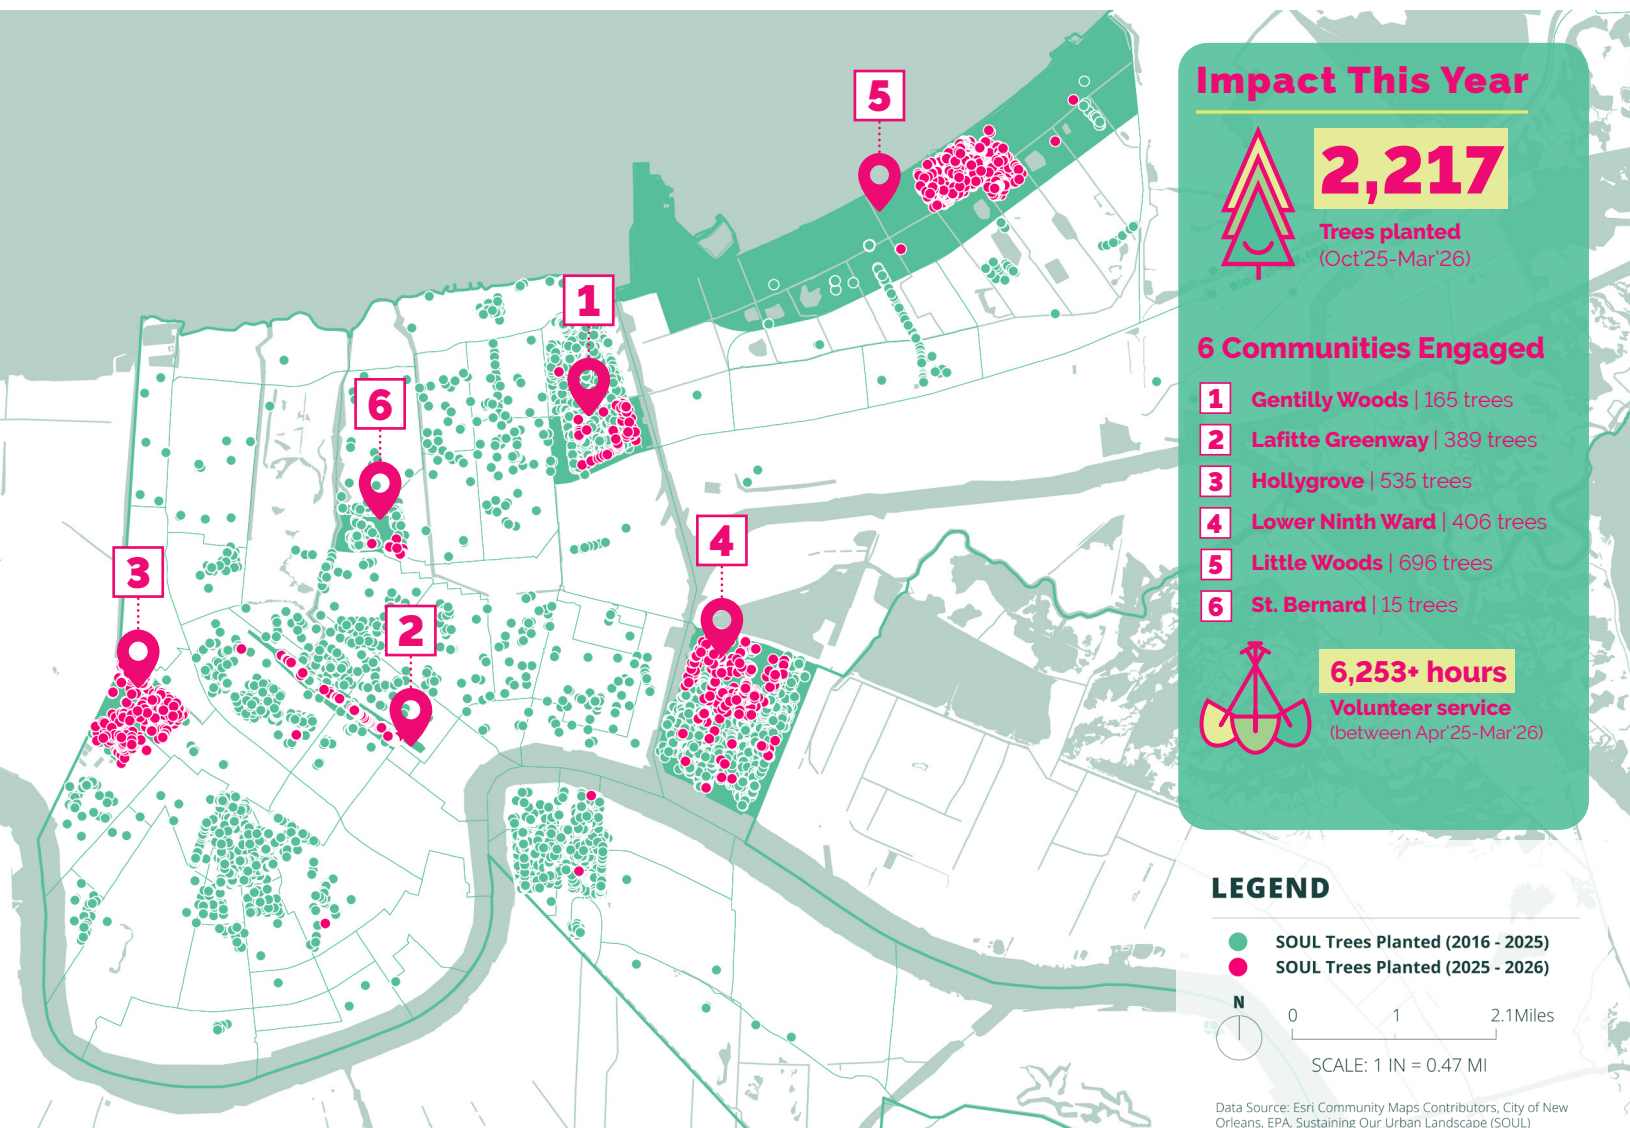 5
1
6
4
3
2
Impact This Year
2,217
Trees planted
(Oct'25-Mar'26)
6 Communities Engaged
1 Gentilly Woods | 165 trees
2 Lafitte Greenway | 389 trees
3 Hollygrove | 535 trees
4 Lower Ninth Ward | 406 trees
5 Little Woods | 696 trees
6 St. Bernard | 15 trees
6,253+ hours
Volunteer service
(between Apr'25-Mar'26)
LEGEND
SOUL Trees Planted (2016 - 2025)
SOUL Trees Planted (2025 - 2026)
N
0 1 2.1Miles
SCALE: 1 IN = 0.47 MI
Data Source: Esri Community Maps Contributors, City of New
Orleans, EPA, Sustaining Our Urban Landscape (SOUL)